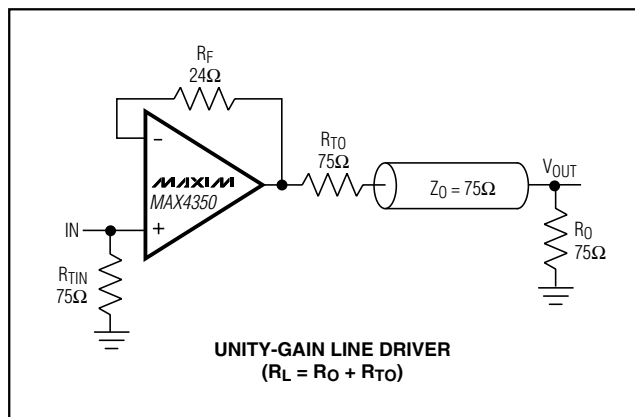 RF
24Ω
RTO
75Ω
−
MAXIM
MAX4350
+
IN
RTIN
75Ω
ZO = 75Ω
VOUT
RO
75Ω
UNITY-GAIN LINE DRIVER
(RL = RO + RTO)